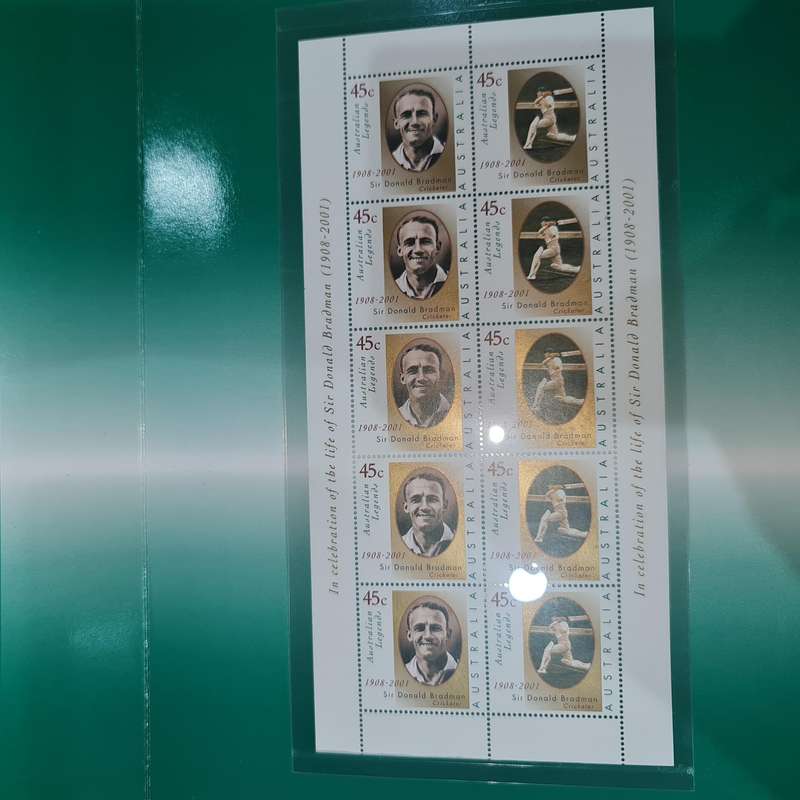 In celebration of the life of Sir Donald Bradman (1908-2001)
45c
Australian
Legends
1908-2001
Sir Donald Bradman
Cricketer
AUSTRALIA
45c
Australian
Legends
1908-2001
Sir Donald Bradman
Cricketer
AUSTRALIA
45c
Australian
Legends
1908-2001
Sir Donald Bradman
Cricketer
AUSTRALIA
45c
Australian
Legends
1908-2001
Sir Donald Bradman
Cricketer
AUSTRALIA
45c
Australian
Legends
1908-2001
Sir Donald Bradman
Cricketer
AUSTRALIA
45c
Australian
Legends
1908-2001
Sir Donald Bradman
Cricketer
AUSTRALIA
45c
Australian
Legends
1908-2001
Sir Donald Bradman
Cricketer
AUSTRALIA
45c
Australian
Legends
1908-2001
Sir Donald Bradman
Cricketer
AUSTRALIA
45c
Australian
Legends
1908-2001
Sir Donald Bradman
Cricketer
AUSTRALIA
45c
Australian
Legends
1908-2001
Sir Donald Bradman
Cricketer
AUSTRALIA
In celebration of the life of Sir Donald Bradman (1908-2001)